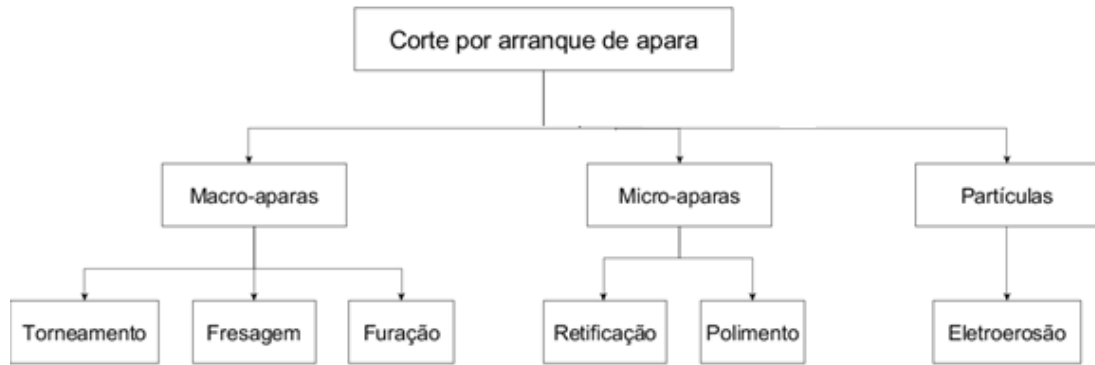 Corte por arranque de apara
Macro-aparas
Micro-aparas
Partículas
Torneamento
Fresagem
Furação
Retificação
Polimento
Eletroerosão